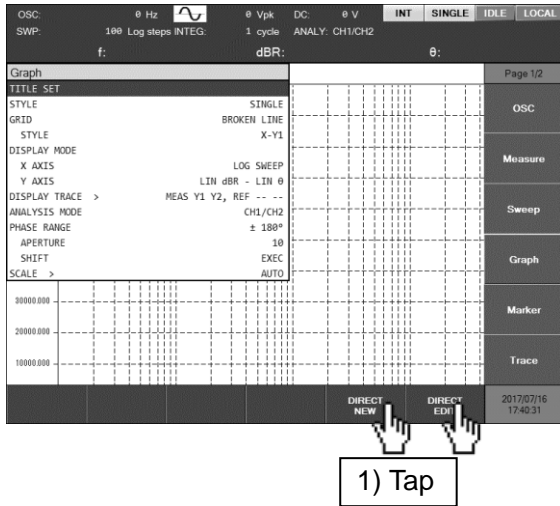 OSC: 0 Hz 0 Vpk DC: 0 V INT SINGLE IDLE LOCAL
SWP: 100 Log steps INTEG: 1 cycle ANALY: CH1/CH2
f: dBR: θ:
Graph
Page 1/2
TITLE SET
STYLE SINGLE
GRID BROKEN LINE
STYLE X-Y1
DISPLAY MODE
X AXIS LOG SWEEP
Y AXIS LIN dBR - LIN θ
DISPLAY TRACE > MEAS Y1 Y2, REF -- --
ANALYSIS MODE CH1/CH2
PHASE RANGE ± 180°
APERTURE 10
SHIFT EXEC
SCALE > AUTO
30000.000
20000.000
10000.000
OSC
Measure
Sweep
Graph
Marker
Trace
DIRECT
NEW
DIRECT
2017/07/16
17:40:31
1) Tap